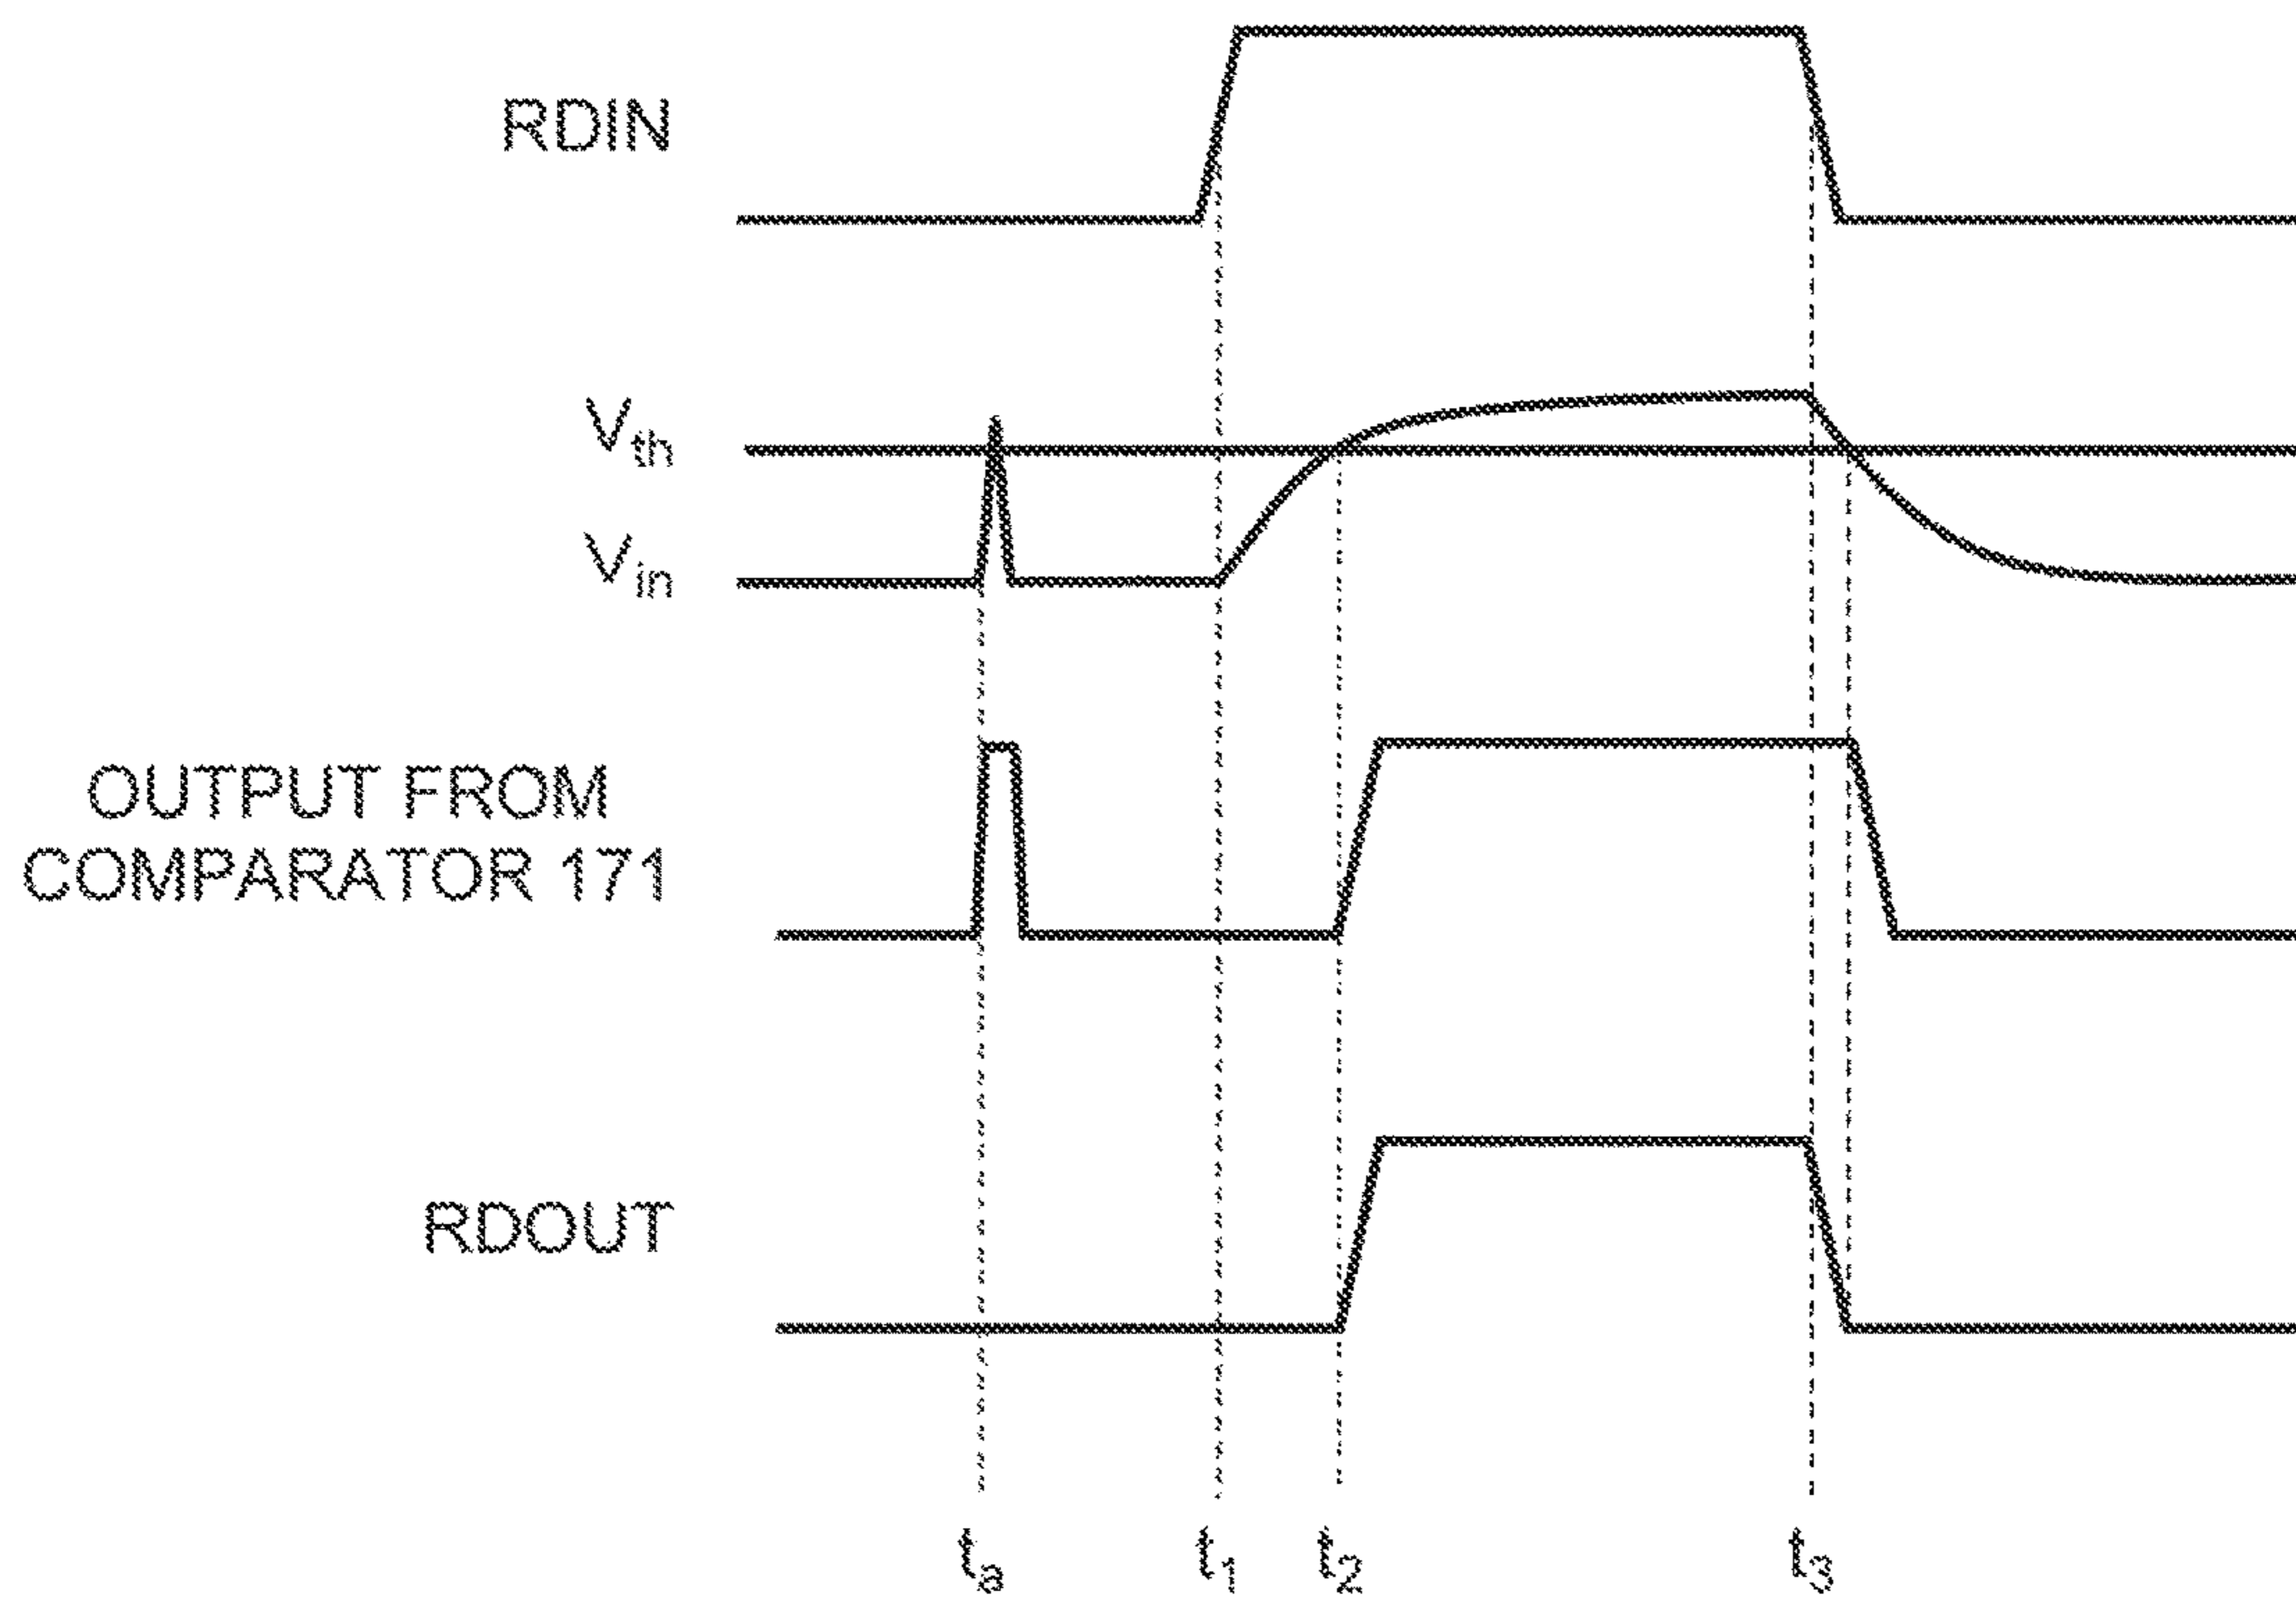 RDIN
Vth
Vin
OUTPUT FROM
COMPARATOR 171
RDOUT
ta t1 t2 t3